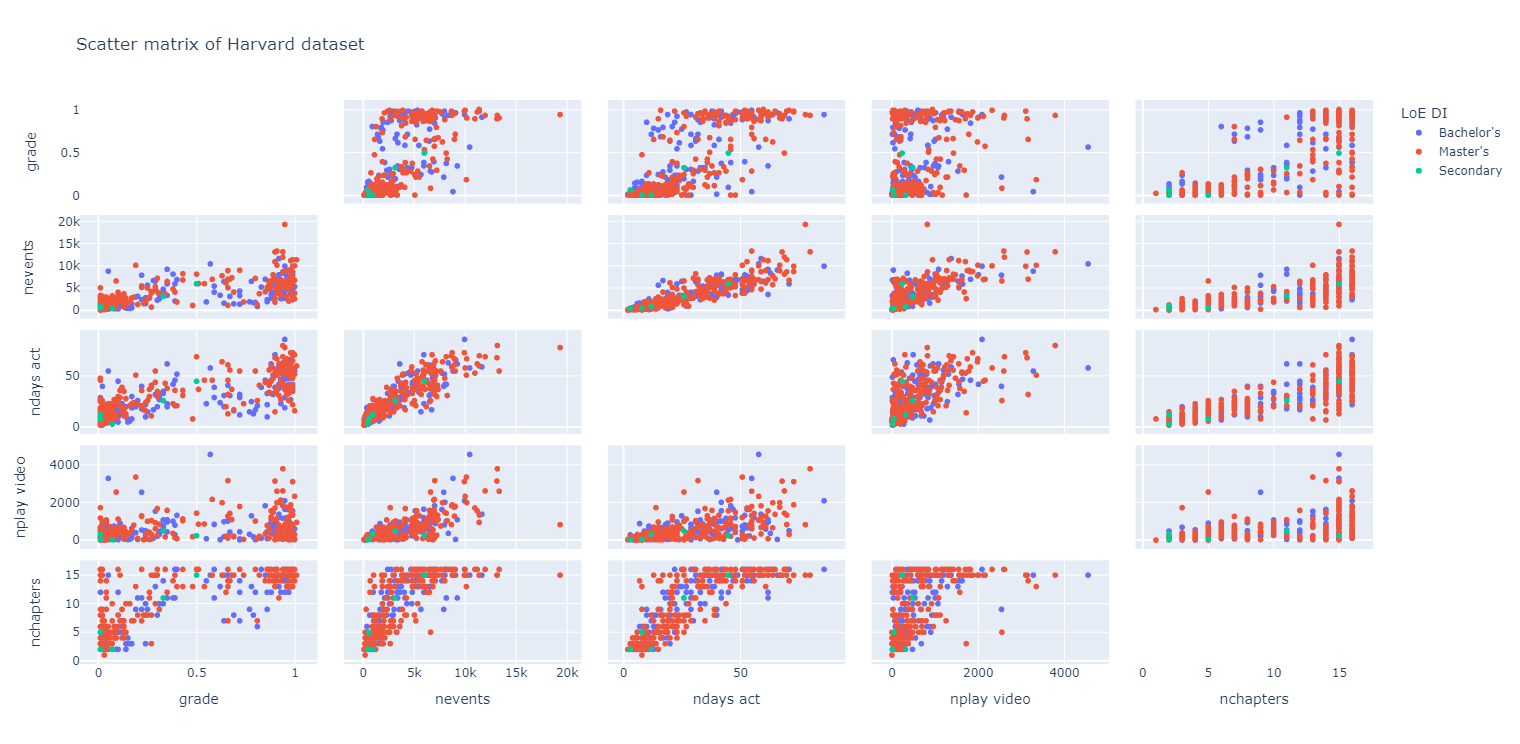 Scatter matrix of Harvard dataset
LoE DI
Bachelor's
Master's
Secondary
grade
1
0.5
0
nevents
20k
15k
10k
5k
0
ndays act
50
0
nplay video
4000
2000
0
nchapters
15
10
5
0
0 0.5 1
0 5k 10k 15k 20k
0 50
0 2000 4000
0 5 10 15
grade nevents ndays act nplay video nchapters